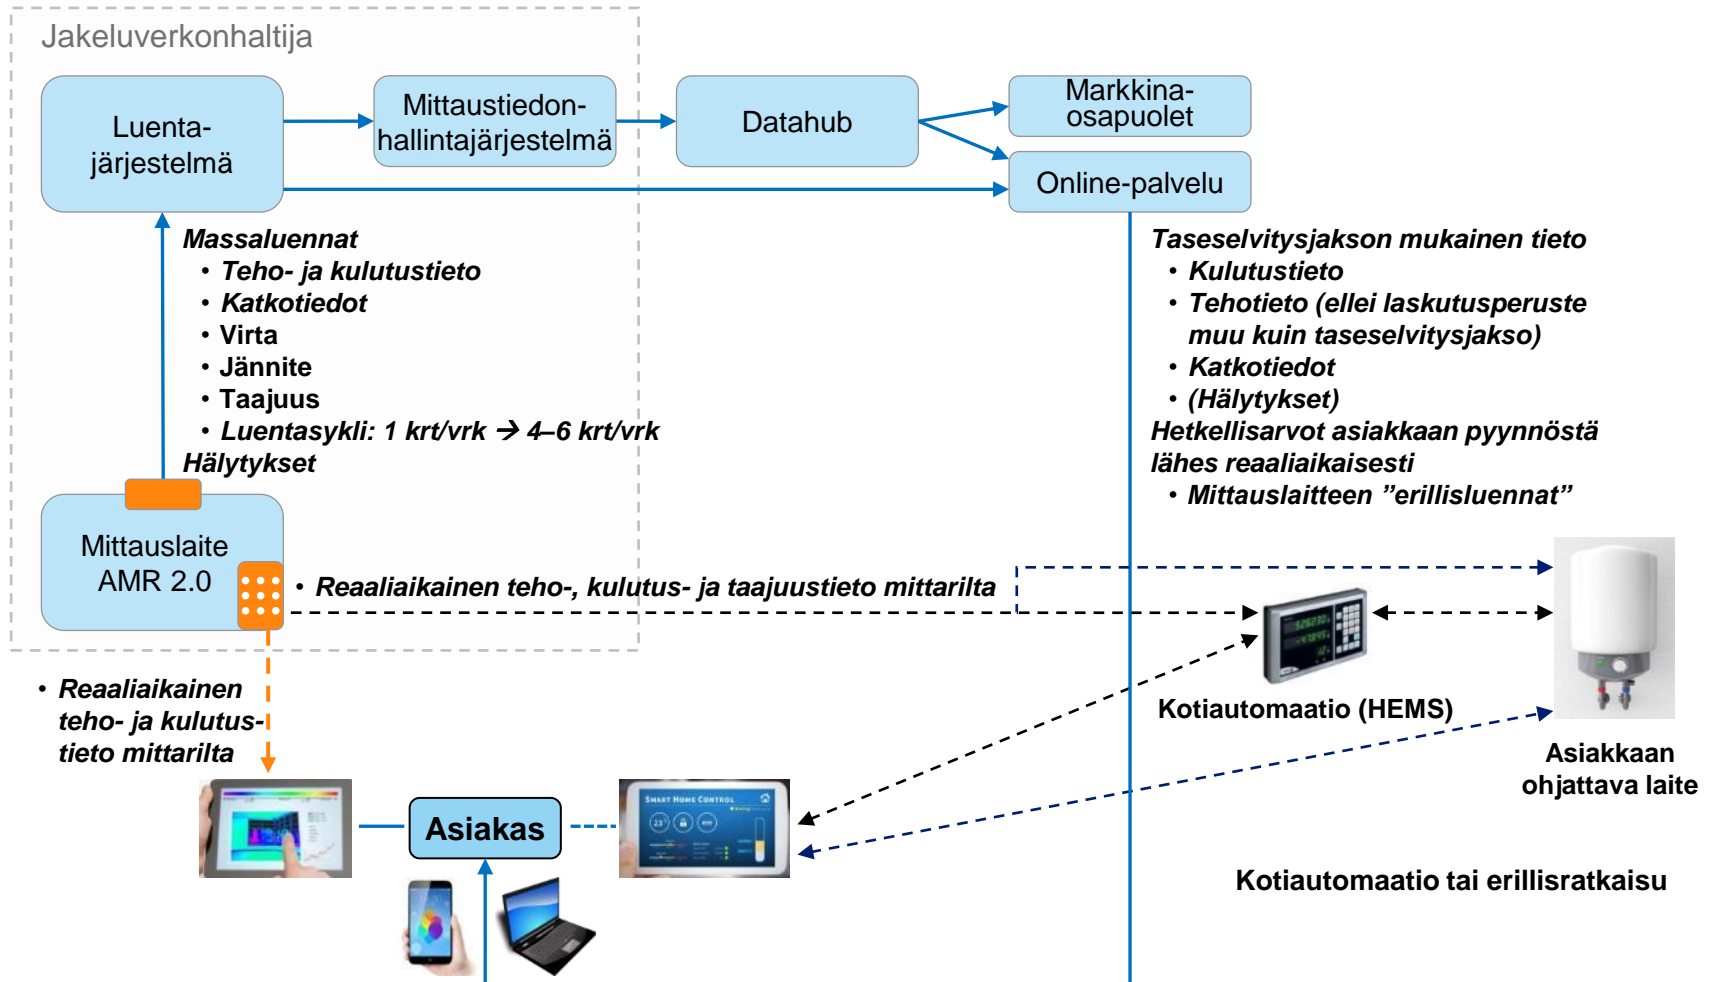 Jakeluverkonhaltija
Luenta-
järjestelmä
Mittaustiedon-
hallintajärjestelmä
Datahub
Markkina-
osapuolet
Online-palvelu
Massaluennat
• Teho- ja kulutustieto
• Katkotiedot
• Virta
• Jännite
• Taajuus
• Luentasykli: 1 krt/vrk → 4–6 krt/vrk
Hälytykset
Taseselvitysjakson mukainen tieto
• Kulutustieto
• Tehotieto (ellei laskutusperuste
muu kuin taseselvitysjakso)
• Katkotiedot
• (Hälytykset)
Hetkellisarvot asiakkaan pyynnöstä
lähes reaaliaikaisesti
• Mittauslaitteen ”erillisluennat”
Mittauslaite
AMR 2.0
• Reaaliaikainen teho-, kulutus- ja taajuustieto mittarilta
• Reaaliaikainen
teho- ja kulutus-
tieto mittarilta
Kotiautomaatio (HEMS)
Asiakkaan
ohjattava laite
Asiakas
SMART HOME CONTROL
Kotiautomaatio tai erillisratkaisu